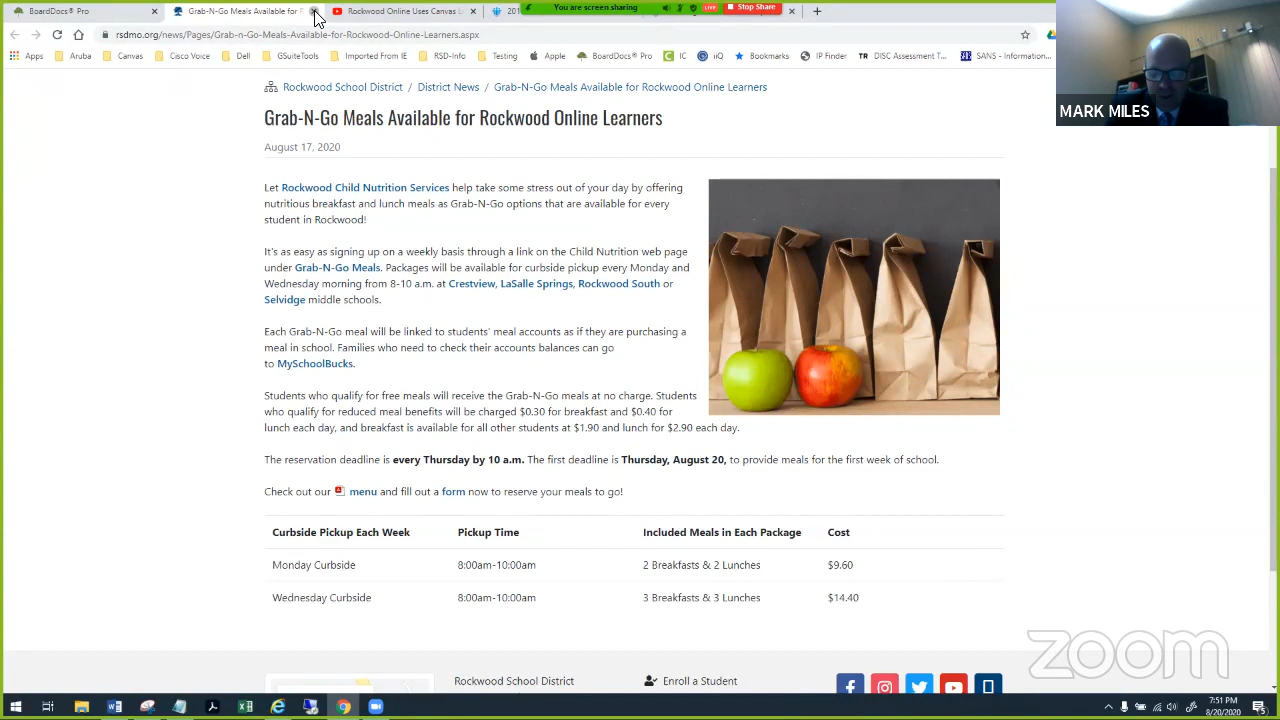 BoardDocs® Pro
Grab-N-Go Meals Available for R
Rockwood Online Uses Canvas L
201
You are screen sharing
LIVE
Stop Share
rsdmo.org/news/Pages/Grab-n-Go-Meals-Available-for-Rockwood-Online-Learners.aspx
Apps
Aruba
Canvas
Cisco Voice
Dell
GSuiteTools
Imported From IE
RSD-Info
Testing
Apple
BoardDocs® Pro
IC
iiQ
Bookmarks
IP Finder
TR DISC Assessment T...
SANS - Information...
MARK MILES
Rockwood School District / District News / Grab-N-Go Meals Available for Rockwood Online Learners
Grab-N-Go Meals Available for Rockwood Online Learners
August 17, 2020
Let Rockwood Child Nutrition Services help take some stress out of your day by offering
nutritious breakfast and lunch meals as Grab-N-Go options that are available for every
student in Rockwood!
It's as easy as signing up on a weekly basis through a link on the Child Nutrition web page
under Grab-N-Go Meals. Packages will be available for curbside pickup every Monday and
Wednesday morning from 8-10 a.m. at Crestview, LaSalle Springs, Rockwood South or
Selvidge middle schools.
Each Grab-N-Go meal will be linked to students' meal accounts as if they are purchasing a
meal in school. Families who need to check their accounts balances can go
to MySchoolBucks.
Students who qualify for free meals will receive the Grab-N-Go meals at no charge. Students
who qualify for reduced meal benefits will be charged $0.30 for breakfast and $0.40 for
lunch each day, and breakfast is available for all other students at $1.90 and lunch for $2.90 each day.
The reservation deadline is every Thursday by 10 a.m. The first deadline is Thursday, August 20, to provide meals for the first week of school.
Check out our menu and fill out a form now to reserve your meals to go!
Curbside Pickup Each Week Pickup Time Included Meals in Each Package Cost
Monday Curbside 8:00am-10:00am 2 Breakfasts & 2 Lunches $9.60
Wednesday Curbside 8:00am-10:00am 3 Breakfasts & 3 Lunches $14.40
zoom
Rockwood School District
Enroll a Student
7:51 PM
8/20/2020